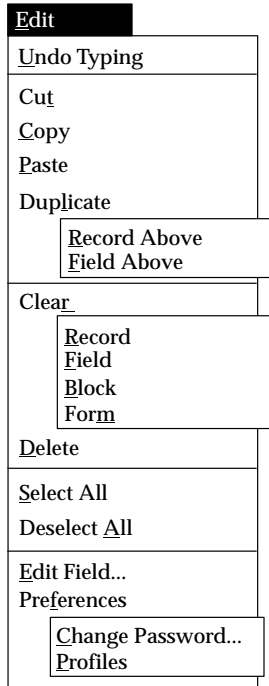 Edit
Undo Typing
Cut
Copy
Paste
Duplicate
Record Above
Field Above
Clear
Record
Field
Block
Form
Delete
Select All
Deselect All
Edit Field...
Preferences
Change Password...
Profiles